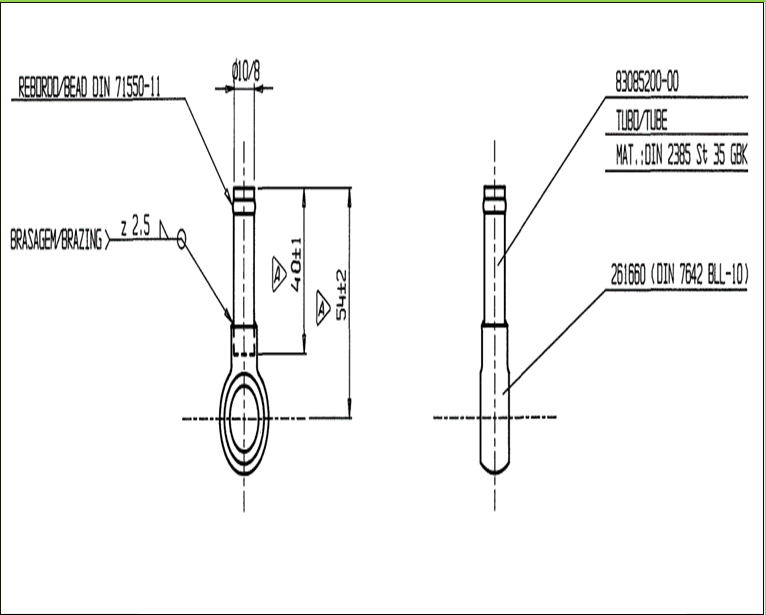 Ø10/8
REBORDO/BEAD DIN 71550-11
83085200-00
TUBO/TUBE
MAT.:DIN 2385 St 35 GBK
BRASAGEM/BRAZING
z 2.5
A
40±1
A
54±2
261660 (DIN 7642 BLL-10)